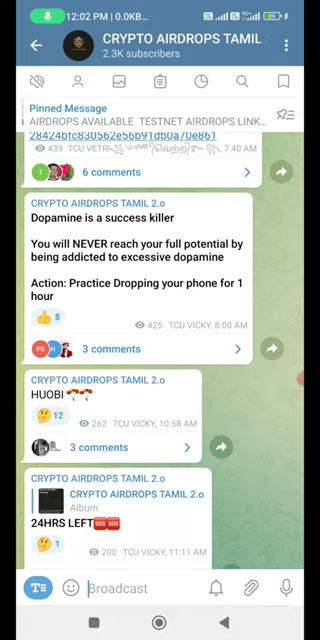 12:02 PM | 0.0KB...
CRYPTO AIRDROPS TAMIL
2.3K subscribers
Pinned Message
AIRDROPS AVAILABLE TESTNET AIRDROPS LINK...
28424bfc830562e56b91db0a70e861
439 TCU VETRI 7:40 AM
6 comments
CRYPTO AIRDROPS TAMIL 2.o
Dopamine is a success killer
You will NEVER reach your full potential by
being addicted to excessive dopamine
Action: Practice Dropping your phone for 1
hour
8
425 TCU VICKY, 8:00 AM
3 comments
CRYPTO AIRDROPS TAMIL 2.o
HUOBI
12
262 TCU VICKY, 10:58 AM
3 comments
CRYPTO AIRDROPS TAMIL 2.o
CRYPTO AIRDROPS TAMIL 2.o
Album
24HRS LEFT🆘🆘
1
200 TCU VICKY, 11:11 AM
Broadcast